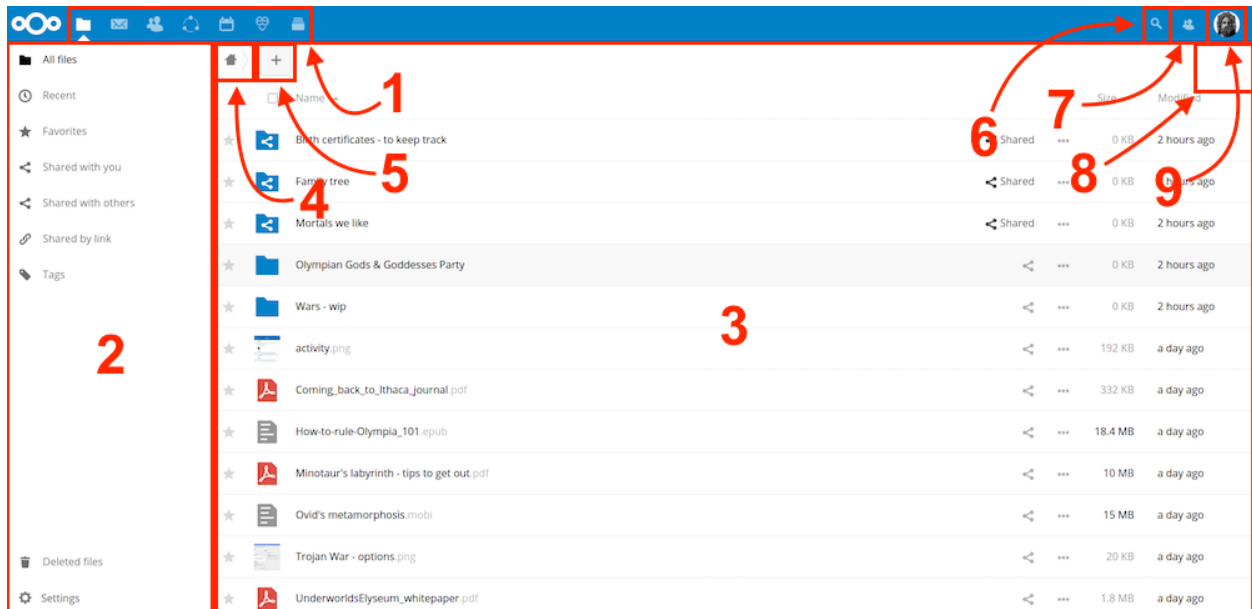 All files
Recent
Favorites
Shared with you
Shared with others
Shared by link
Tags
Deleted files
Settings
1
2
3
4
5
6
7
8
9
+
Name Size Modified
Birth certificates - to keep track Shared ... 0 KB 2 hours ago
Family tree Shared ... 0 KB hours ago
Mortals we like Shared ... 0 KB 2 hours ago
Olympian Gods & Goddesses Party ... 0 KB 2 hours ago
Wars - wip ... 0 KB 2 hours ago
activity.png ... 192 KB a day ago
Coming_back_to_Ithaca_journal.pdf ... 332 KB a day ago
How-to-rule-Olympia_101.epub ... 18.4 MB a day ago
Minotaur's labyrinth - tips to get out.pdf ... 10 MB a day ago
Ovid's metamorphosis.mobi ... 15 MB a day ago
Trojan War - options.png ... 20 KB a day ago
UnderworldsElyseum_whitepaper.pdf ... 1.8 MB a day ago